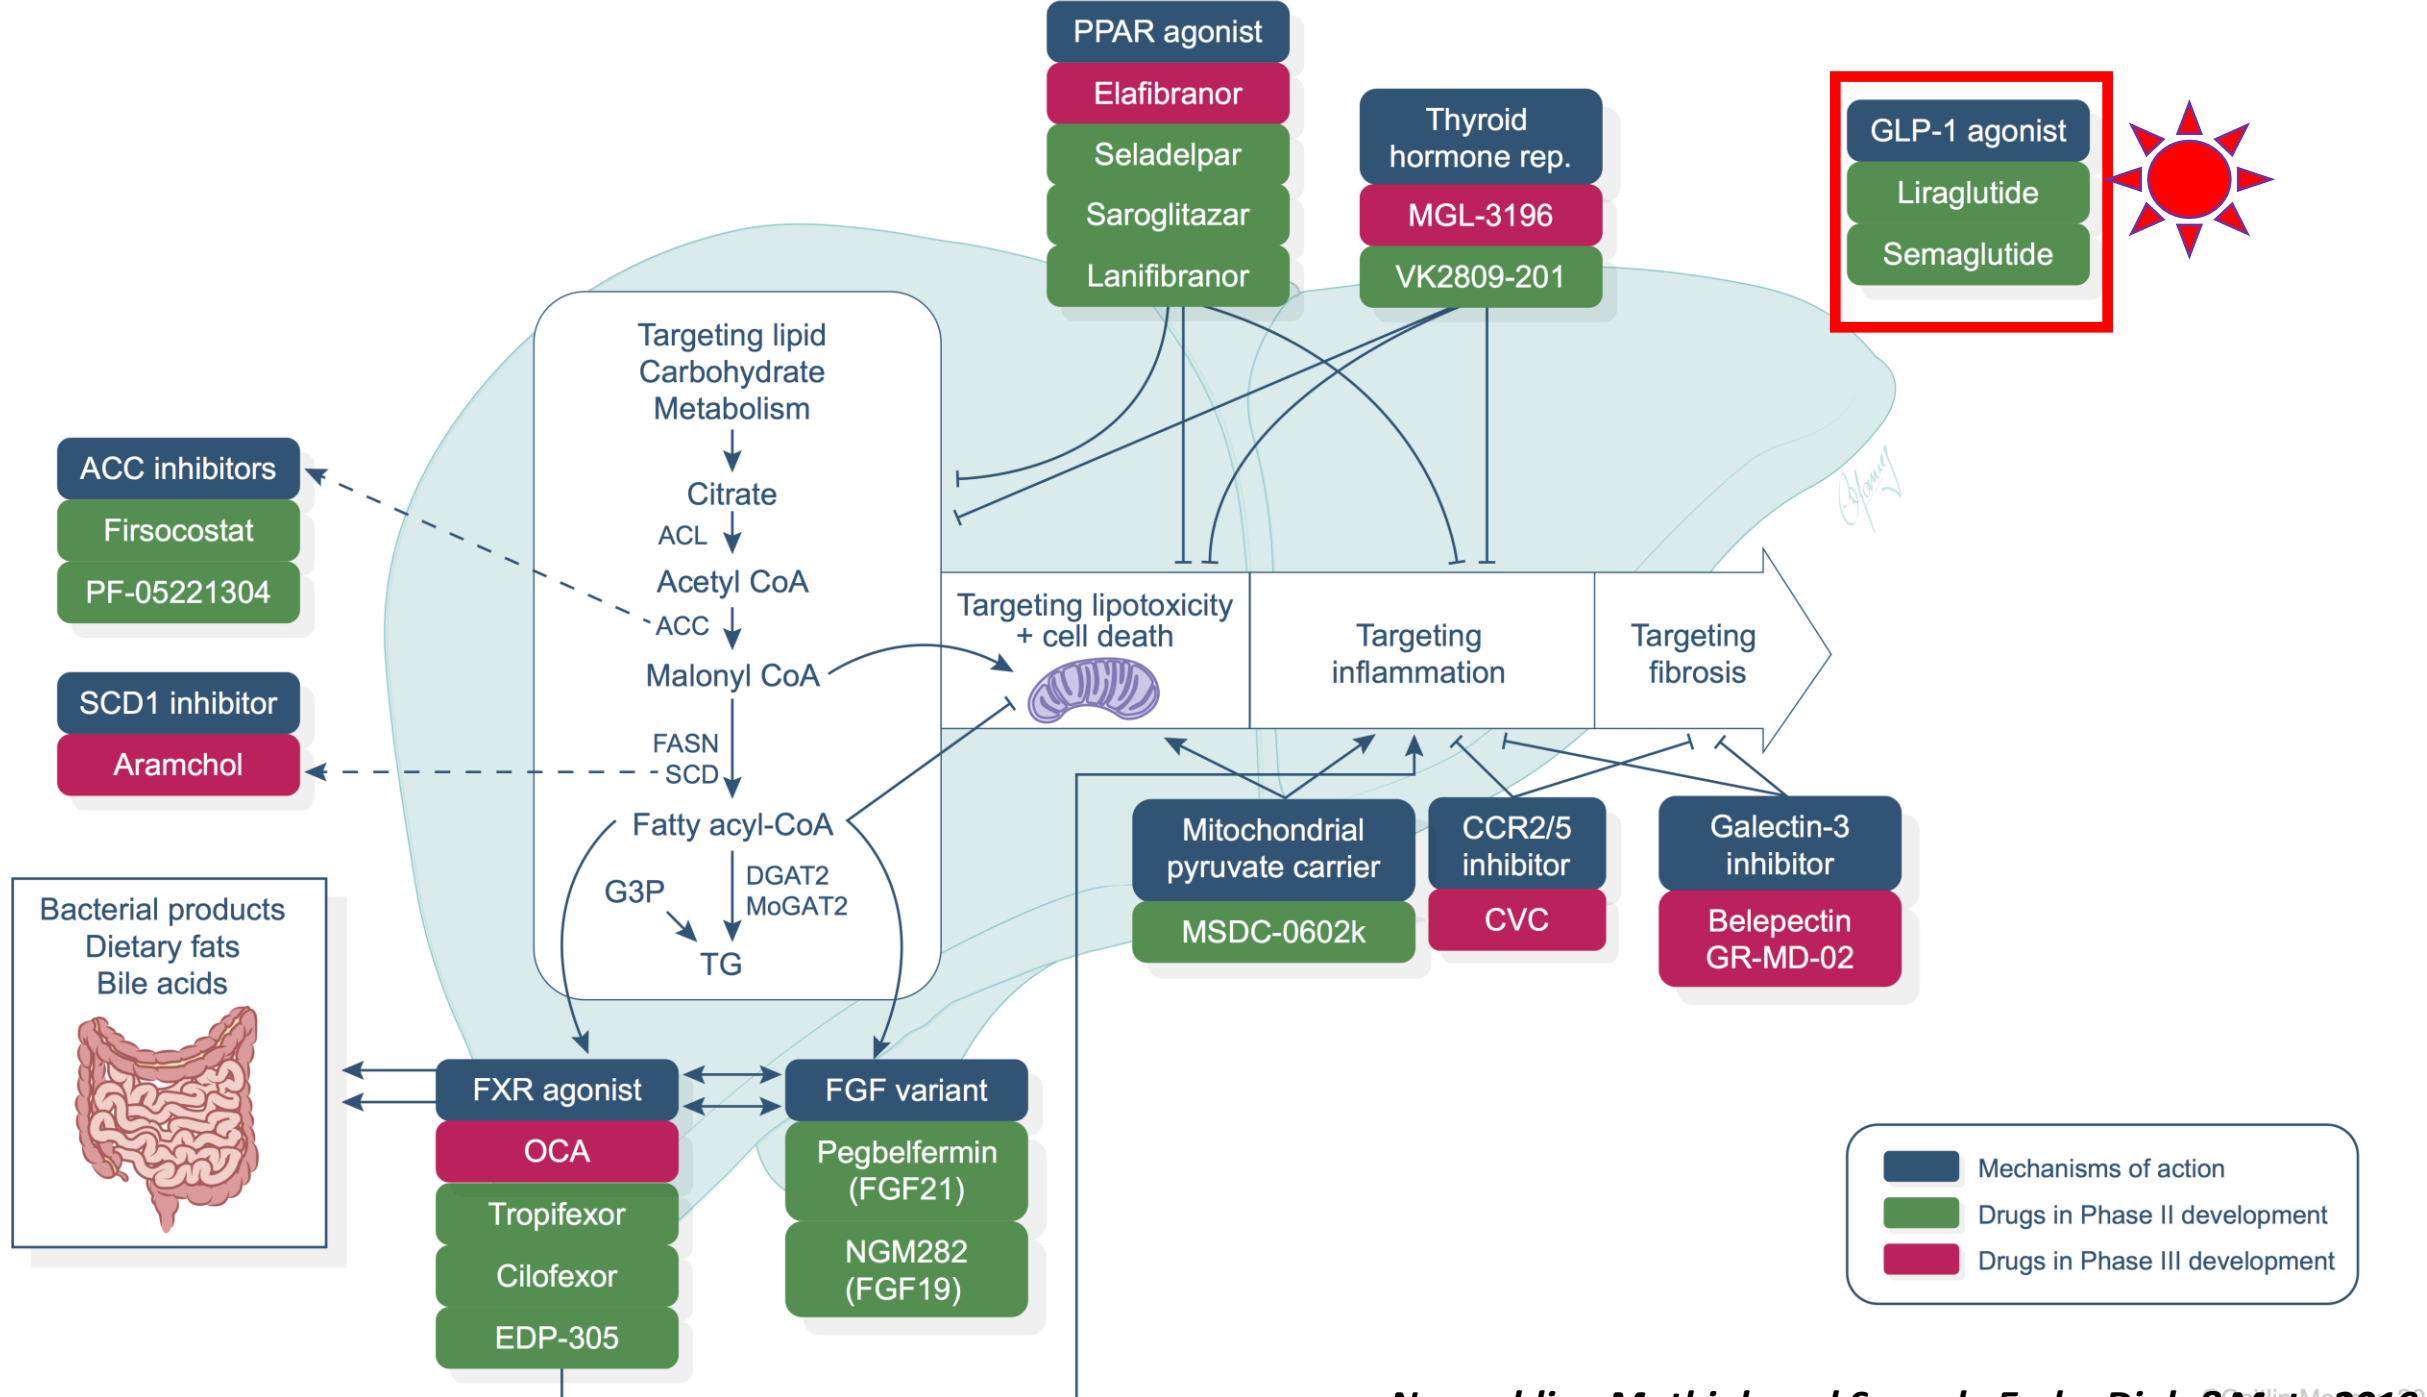 PPAR agonist
Elafibranor
Seladelpar
Saroglitazar
Lanifibranor
Thyroid
hormone rep.
MGL-3196
VK2809-201
GLP-1 agonist
Liraglutide
Semaglutide
Targeting lipid
Carbohydrate
Metabolism
Citrate
ACL
Acetyl CoA
ACC
Malonyl CoA
FASN
SCD
Fatty acyl-CoA
G3P
DGAT2
MoGAT2
TG
ACC inhibitors
Firsocostat
PF-05221304
SCD1 inhibitor
Aramchol
Targeting lipotoxicity
+ cell death
Targeting
inflammation
Targeting
fibrosis
Mitochondrial
pyruvate carrier
MSDC-0602k
CCR2/5
inhibitor
CVC
Galectin-3
inhibitor
Belepectin
GR-MD-02
Bacterial products
Dietary fats
Bile acids
FXR agonist
OCA
Tropifexor
Cilofexor
EDP-305
FGF variant
Pegbelfermin
(FGF21)
NGM282
(FGF19)
Mechanisms of action
Drugs in Phase II development
Drugs in Phase III development